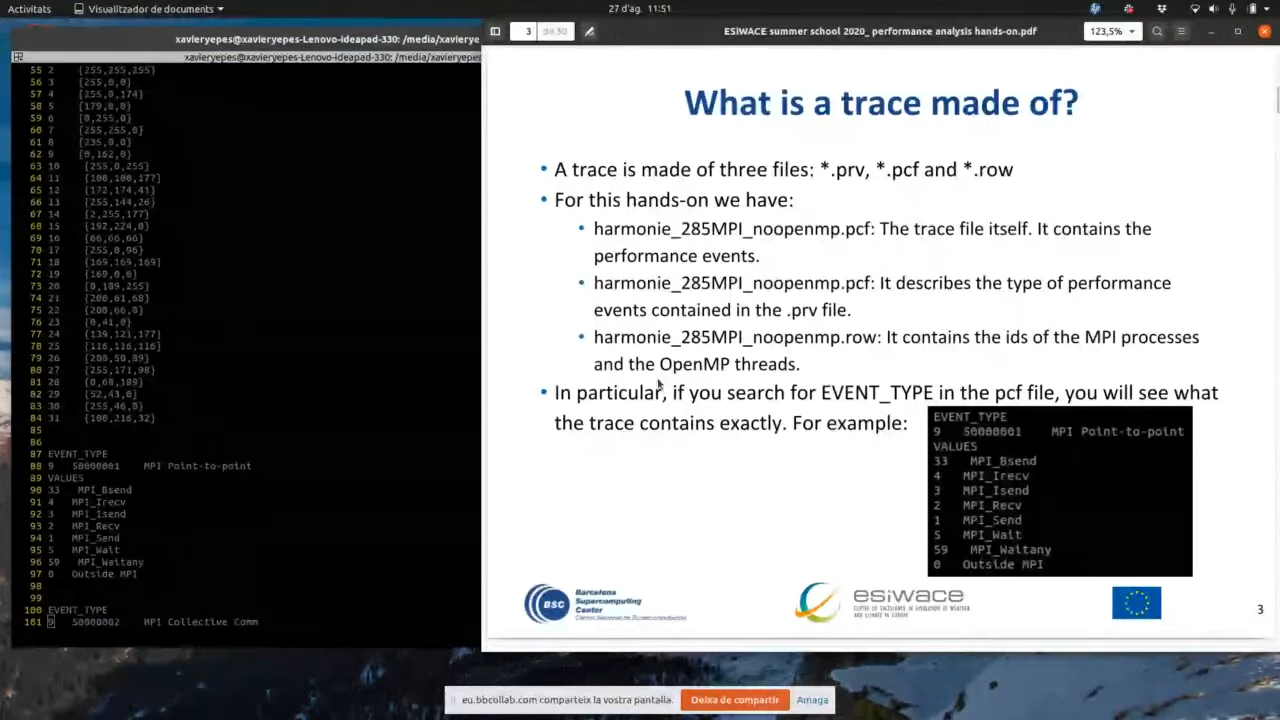 Activitats
Visualitzador de documents
27 d'ag. 11:51
xavieryepes@xavieryepes-Lenovo-ideapad-330: /media/xavierye
xavieryepes@xavieryepes-Lenovo-ideapad-330: /media/xavieryepes
55 2 {255,255,255}
56 3 {255,0,0}
57 4 {255,0,174}
58 5 {179,0,0}
59 6 {0,255,0}
60 7 {255,255,0}
61 8 {235,0,0}
62 9 {0,162,0}
63 10 {255,0,255}
64 11 {100,100,177}
65 12 {172,174,41}
66 13 {255,144,26}
67 14 {2,255,177}
68 15 {192,224,0}
69 16 {66,66,66}
70 17 {255,0,96}
71 18 {169,169,169}
72 19 {169,0,0}
73 20 {0,109,255}
74 21 {200,61,68}
75 22 {200,66,0}
76 23 {0,41,0}
77 24 {139,121,177}
78 25 {116,116,116}
79 26 {200,50,89}
80 27 {255,171,98}
81 28 {0,68,189}
82 29 {52,43,0}
83 30 {255,46,0}
84 31 {100,216,32}
85
86
87 EVENT_TYPE
88 9 50000001 MPI Point-to-point
89 VALUES
90 33 MPI_Bsend
91 4 MPI_Irecv
92 3 MPI_Isend
93 2 MPI_Recv
94 1 MPI_Send
95 5 MPI_Wait
96 59 MPI_Waitany
97 0 Outside MPI
98
99
100 EVENT_TYPE
101 9 50000002 MPI Collective Comm
3 de 30
ESiWACE summer school 2020_ performance analysis hands-on.pdf
123,5%
What is a trace made of?
• A trace is made of three files: *.prv, *.pcf and *.row
• For this hands-on we have:
• harmonie_285MPI_noopenmp.pcf: The trace file itself. It contains the
performance events.
• harmonie_285MPI_noopenmp.pcf: It describes the type of performance
events contained in the .prv file.
• harmonie_285MPI_noopenmp.row: It contains the ids of the MPI processes
and the OpenMP threads.
• In particular, if you search for EVENT_TYPE in the pcf file, you will see what
the trace contains exactly. For example:
EVENT_TYPE
9 50000001 MPI Point-to-point
VALUES
33 MPI_Bsend
4 MPI_Irecv
3 MPI_Isend
2 MPI_Recv
1 MPI_Send
5 MPI_Wait
59 MPI_Waitany
0 Outside MPI
BSC
Barcelona
Supercomputing
Center
esiwace
CENTRE OF EXCELLENCE IN SIMULATION OF WEATHER
AND CLIMATE IN EUROPE
3
eu.bbcollab.com comparteix la vostra pantalla.
Deixa de compartir
Amaga